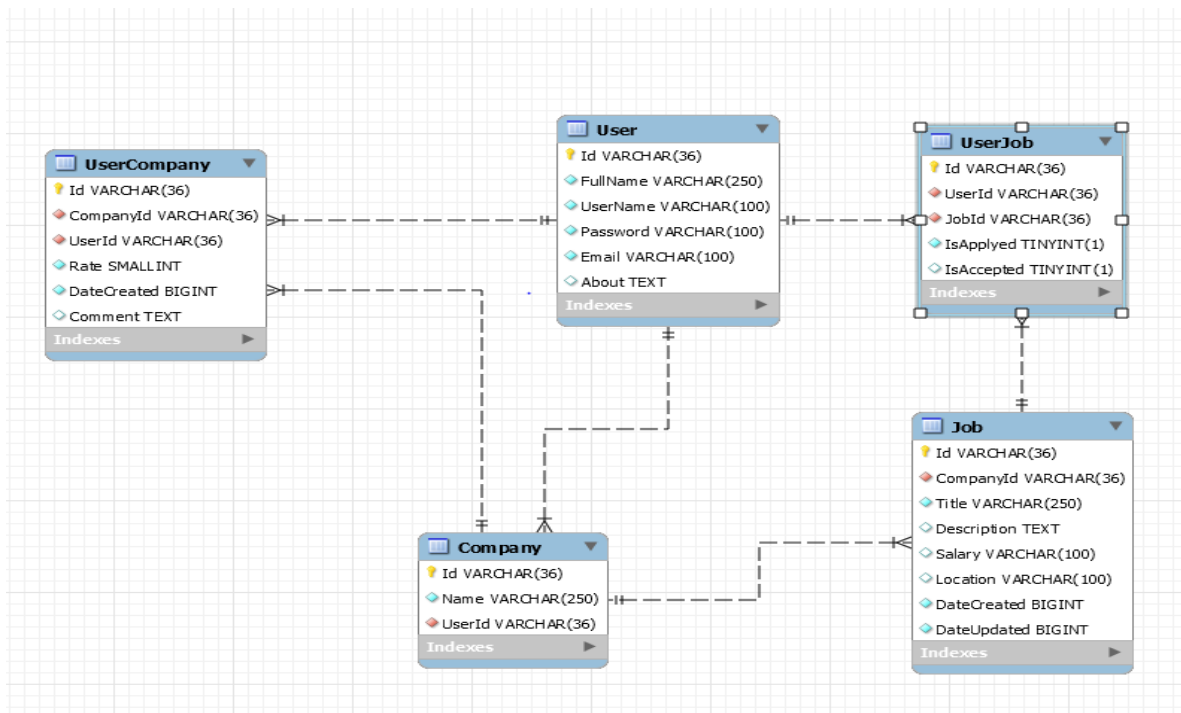 UserCompany
Id VARCHAR(36)
CompanyId VARCHAR(36)
UserId VARCHAR(36)
Rate SMALLINT
DateCreated BIGINT
Comment TEXT
Indexes
User
Id VARCHAR(36)
FullName VARCHAR(250)
UserName VARCHAR(100)
Password VARCHAR(100)
Email VARCHAR(100)
About TEXT
Indexes
UserJob
Id VARCHAR(36)
UserId VARCHAR(36)
JobId VARCHAR(36)
IsApplyed TINYINT(1)
IsAccepted TINYINT(1)
Indexes
Company
Id VARCHAR(36)
Name VARCHAR(250)
UserId VARCHAR(36)
Indexes
Job
Id VARCHAR(36)
CompanyId VARCHAR(36)
Title VARCHAR(250)
Description TEXT
Salary VARCHAR(100)
Location VARCHAR(100)
DateCreated BIGINT
DateUpdated BIGINT
Indexes